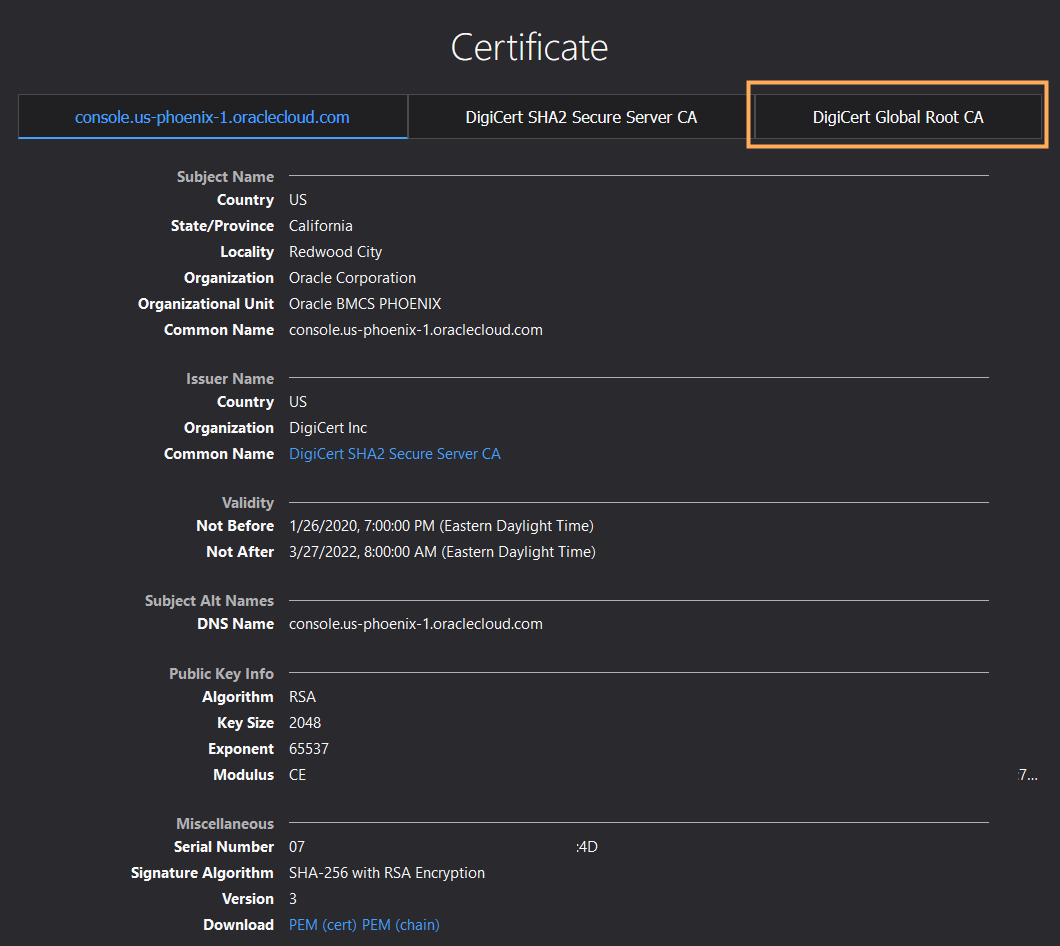 Certificate
console.us-phoenix-1.oraclecloud.com DigiCert SHA2 Secure Server CA DigiCert Global Root CA
Subject Name
Country US
State/Province California
Locality Redwood City
Organization Oracle Corporation
Organizational Unit Oracle BMCS PHOENIX
Common Name console.us-phoenix-1.oraclecloud.com
Issuer Name
Country US
Organization DigiCert Inc
Common Name DigiCert SHA2 Secure Server CA
Validity
Not Before 1/26/2020, 7:00:00 PM (Eastern Daylight Time)
Not After 3/27/2022, 8:00:00 AM (Eastern Daylight Time)
Subject Alt Names
DNS Name console.us-phoenix-1.oraclecloud.com
Public Key Info
Algorithm RSA
Key Size 2048
Exponent 65537
Modulus CE :7...
Miscellaneous
Serial Number 07 :4D
Signature Algorithm SHA-256 with RSA Encryption
Version 3
Download PEM (cert) PEM (chain)